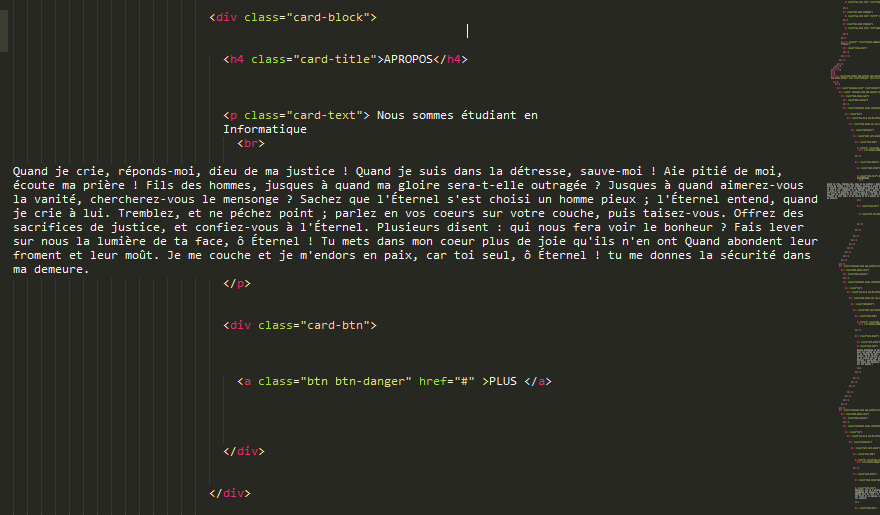 <div class="card-block">
<h4 class="card-title">APROPOS</h4>
<p class="card-text"> Nous sommes étudiant en
Informatique
<br>
Quand je crie, réponds-moi, dieu de ma justice ! Quand je suis dans la détresse, sauve-moi ! Aie pitié de moi,
écoute ma prière ! Fils des hommes, jusques à quand ma gloire sera-t-elle outragée ? Jusques à quand aimerez-vous
la vanité, chercherez-vous le mensonge ? Sachez que l'Éternel s'est choisi un homme pieux ; l'Éternel entend, quand
je crie à lui. Tremblez, et ne péchez point ; parlez en vos coeurs sur votre couche, puis taisez-vous. Offrez des
sacrifices de justice, et confiez-vous à l'Éternel. Plusieurs disent : qui nous fera voir le bonheur ? Fais lever
sur nous la lumière de ta face, ô Éternel ! Tu mets dans mon coeur plus de joie qu'ils n'en ont Quand abondent leur
froment et leur moût. Je me couche et je m'endors en paix, car toi seul, ô Éternel ! tu me donnes la sécurité dans
ma demeure.
</p>
<div class="card-btn">
<a class="btn btn-danger" href="#" >PLUS </a>
</div>
</div>